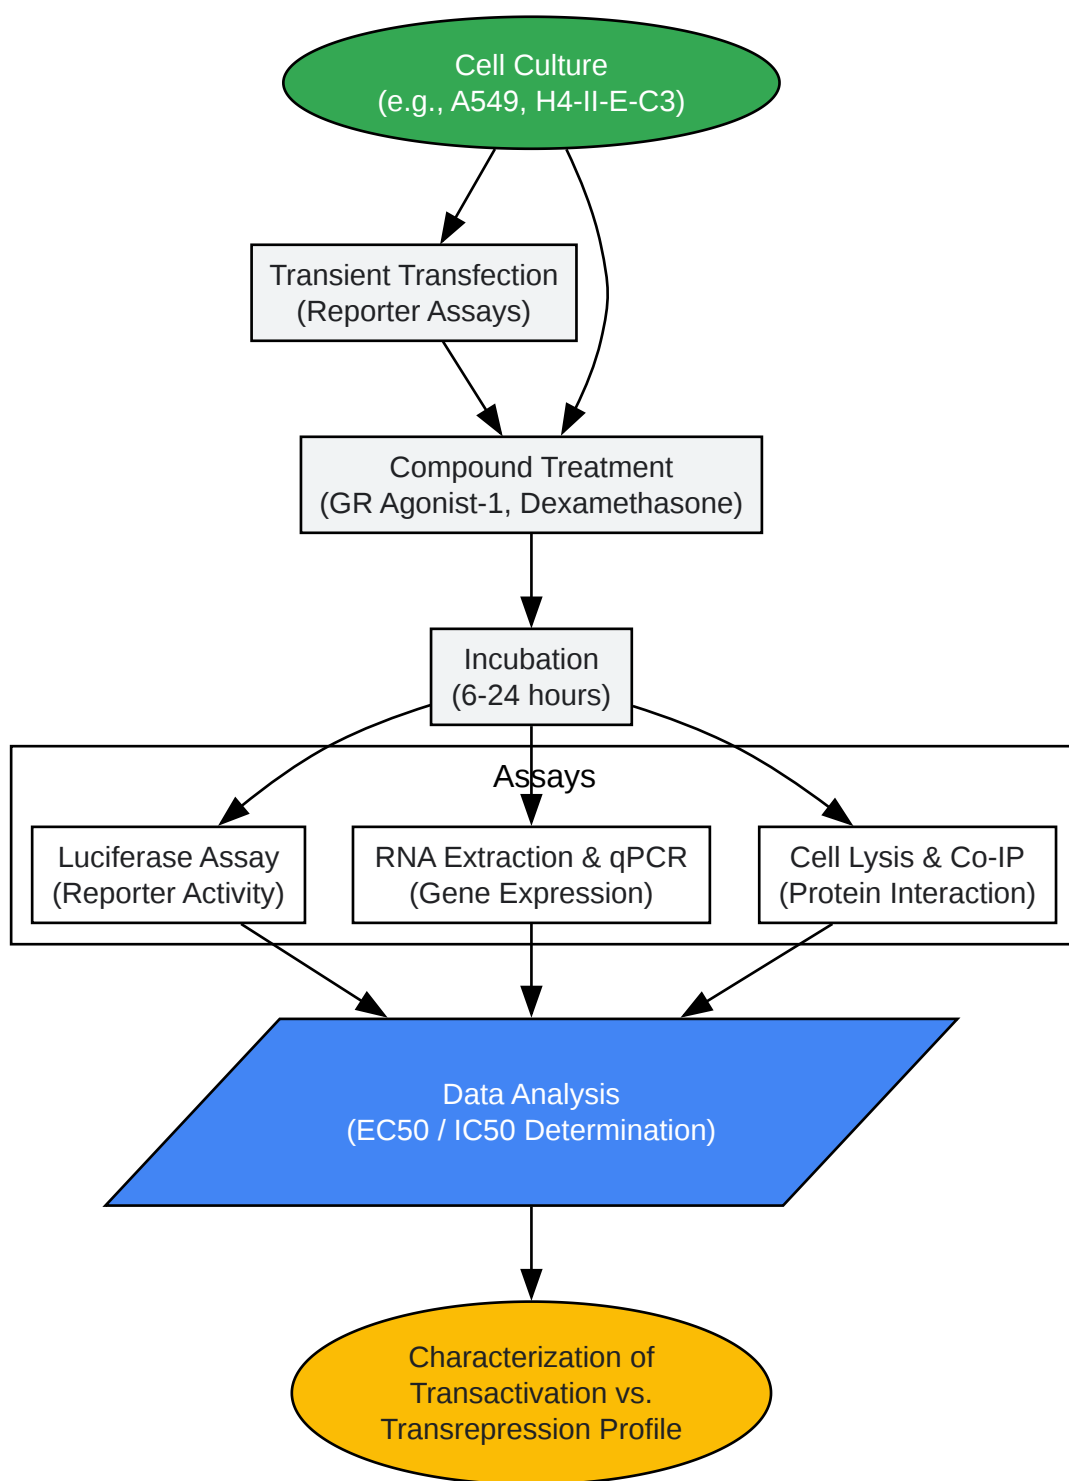 Cell Culture
(e.g., A549, H4-II-E-C3)
Transient Transfection
(Reporter Assays)
Compound Treatment
(GR Agonist-1, Dexamethasone)
Incubation
(6-24 hours)
Assays
Luciferase Assay
(Reporter Activity)
RNA Extraction & qPCR
(Gene Expression)
Cell Lysis & Co-IP
(Protein Interaction)
Data Analysis
(EC50 / IC50 Determination)
Characterization of
Transactivation vs.
Transrepression Profile